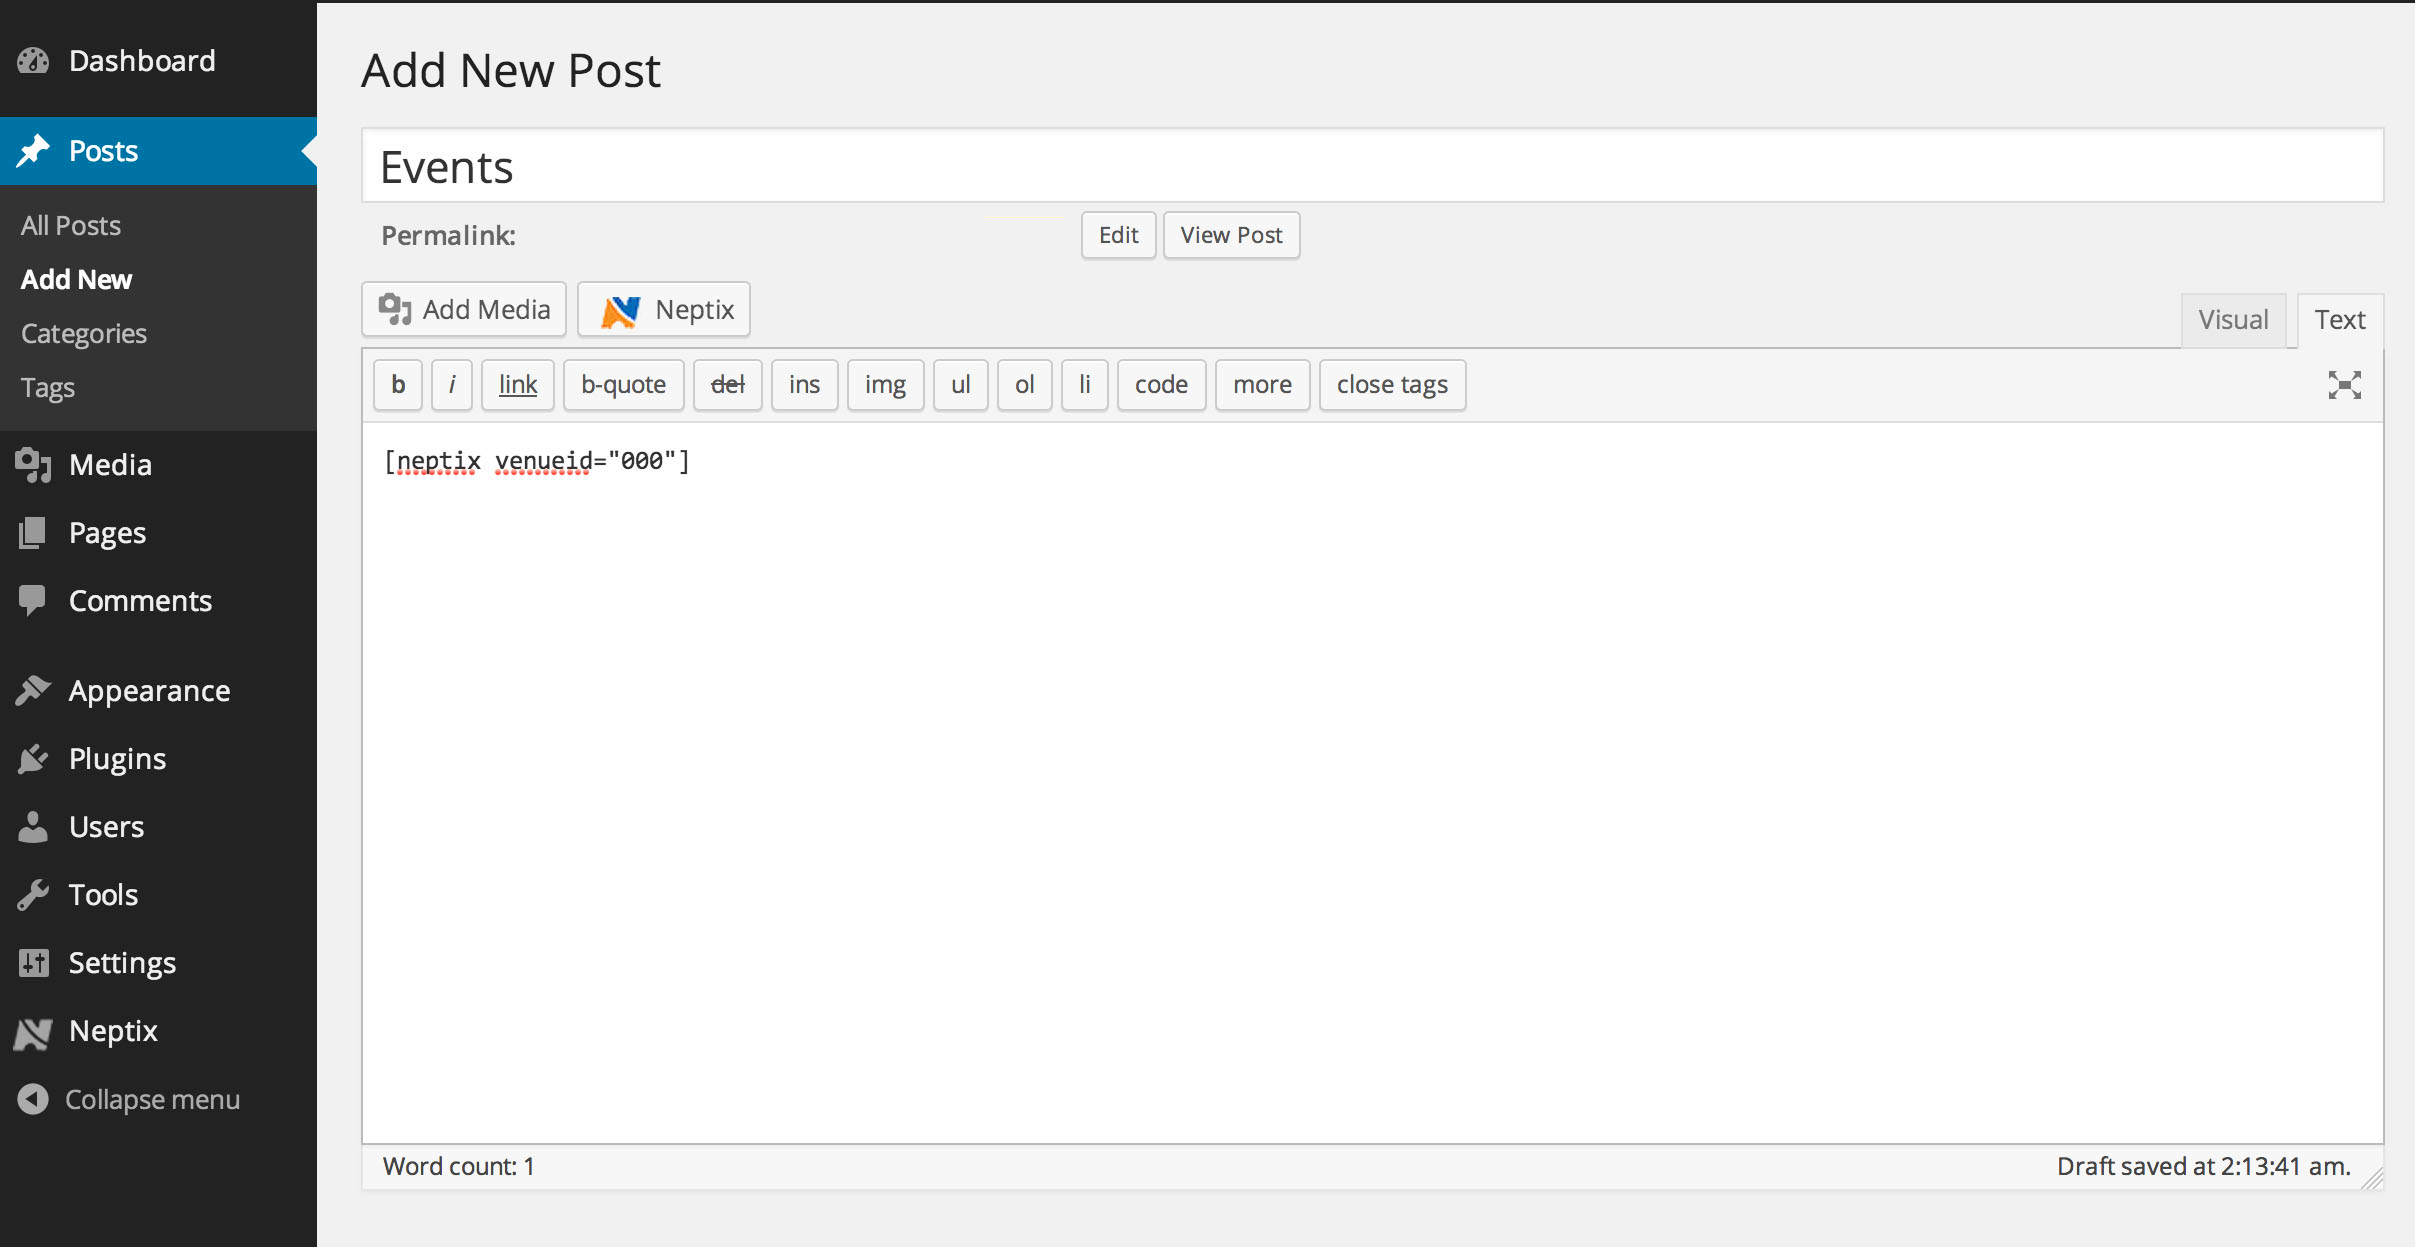 Dashboard
Posts
All Posts
Add New
Categories
Tags
Media
Pages
Comments
Appearance
Plugins
Users
Tools
Settings
Neptix
Collapse menu
Add New Post
Events
Permalink: Edit View Post
Add Media Neptix Visual Text
b i link b-quote del ins img ul ol li code more close tags
[neptix venueid="000"]
Word count: 1 Draft saved at 2:13:41 am.